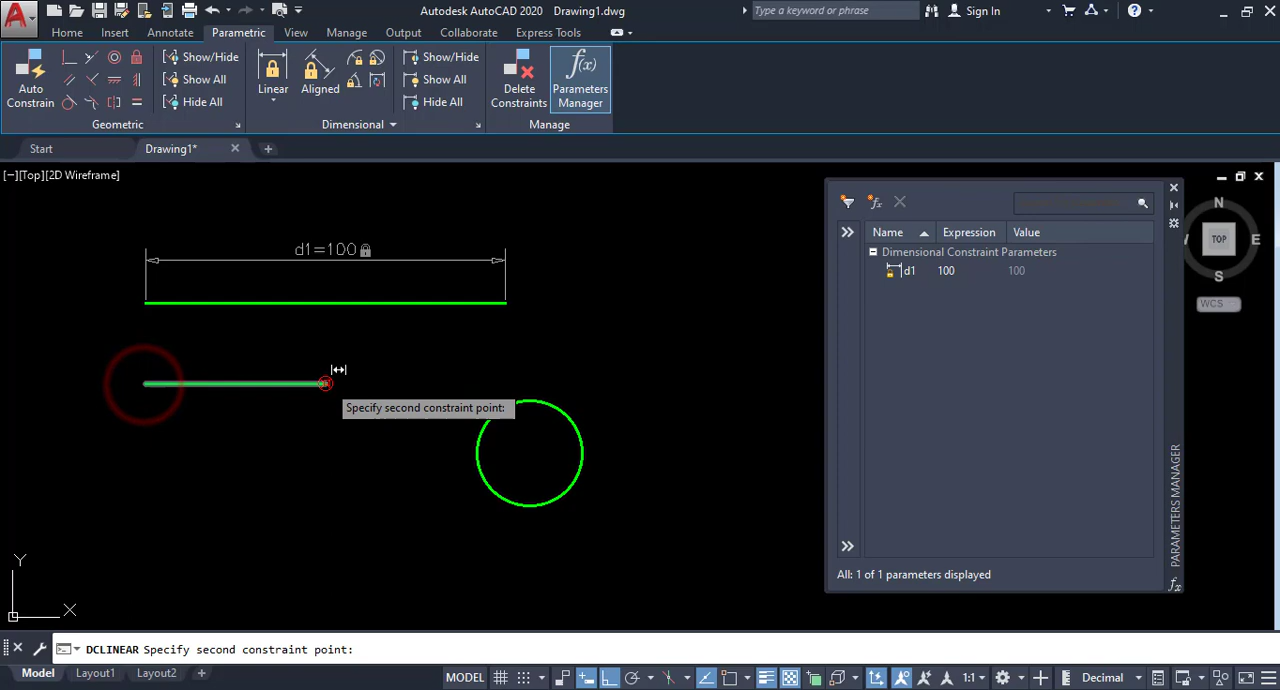 Autodesk AutoCAD 2020 Drawing1.dwg
Type a keyword or phrase
Sign In
Home Insert Annotate Parametric View Manage Output Collaborate Express Tools
Auto Constrain
Show/Hide
Show All
Hide All
Geometric
Linear
Aligned
Show/Hide
Show All
Hide All
Dimensional
Delete Constraints
Parameters Manager
Manage
Start Drawing1*
[−][Top][2D Wireframe]
d1=100
Specify second constraint point:
Name Expression Value
Dimensional Constraint Parameters
d1 100 100
All: 1 of 1 parameters displayed
PARAMETERS MANAGER
N
W TOP E
S
WCS
Y
X
DCLINEAR Specify second constraint point:
Model Layout1 Layout2
MODEL 1:1 Decimal